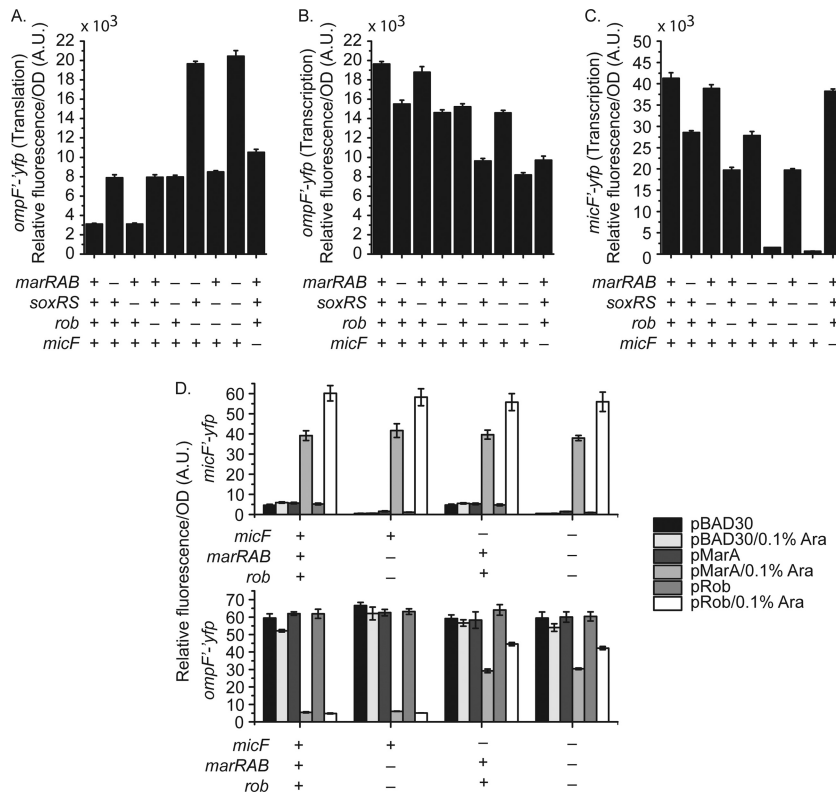 A.
x 10³
22
20
18
16
14
12
10
8
6
4
2
0
ompF'-'yfp (Translation)
Relative fluorescence/OD (A.U.)
marRAB + – + + – – + – +
soxRS + + – + – + – – +
rob + + + – + – – – +
micF + + + + + + + + –
B.
x 10³
22
20
18
16
14
12
10
8
6
4
2
0
ompF'-yfp (Transcription)
Relative fluorescence/OD (A.U.)
marRAB + – + + – – + – +
soxRS + + – + – + – – +
rob + + + – + – – – +
micF + + + + + + + + –
C.
x 10³
50
45
40
35
30
25
20
15
10
5
0
micF'-yfp (Transcription)
Relative fluorescence/OD (A.U.)
marRAB + – + + – – + – +
soxRS + + – + – + – – +
rob + + + – + – – – +
micF + + + + + + + + –
D.
60
50
40
30
20
10
0
micF'-yfp
micF + + – –
marRAB + – + –
rob + – + –
Relative fluorescence/OD (A.U.)
70
60
50
40
30
20
10
0
ompF'-'yfp
micF + + – –
marRAB + – + –
rob + – + –
pBAD30
pBAD30/0.1% Ara
pMarA
pMarA/0.1% Ara
pRob
pRob/0.1% Ara